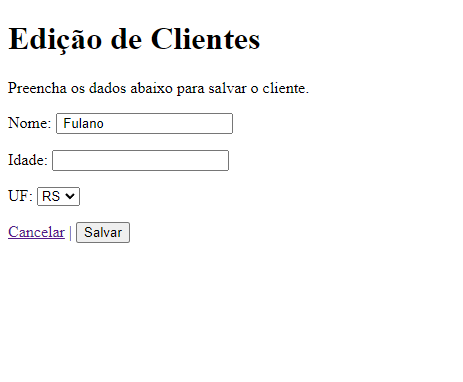 Edição de Clientes
Preencha os dados abaixo para salvar o cliente.
Nome: Fulano
Idade:
UF: RS
Cancelar | Salvar